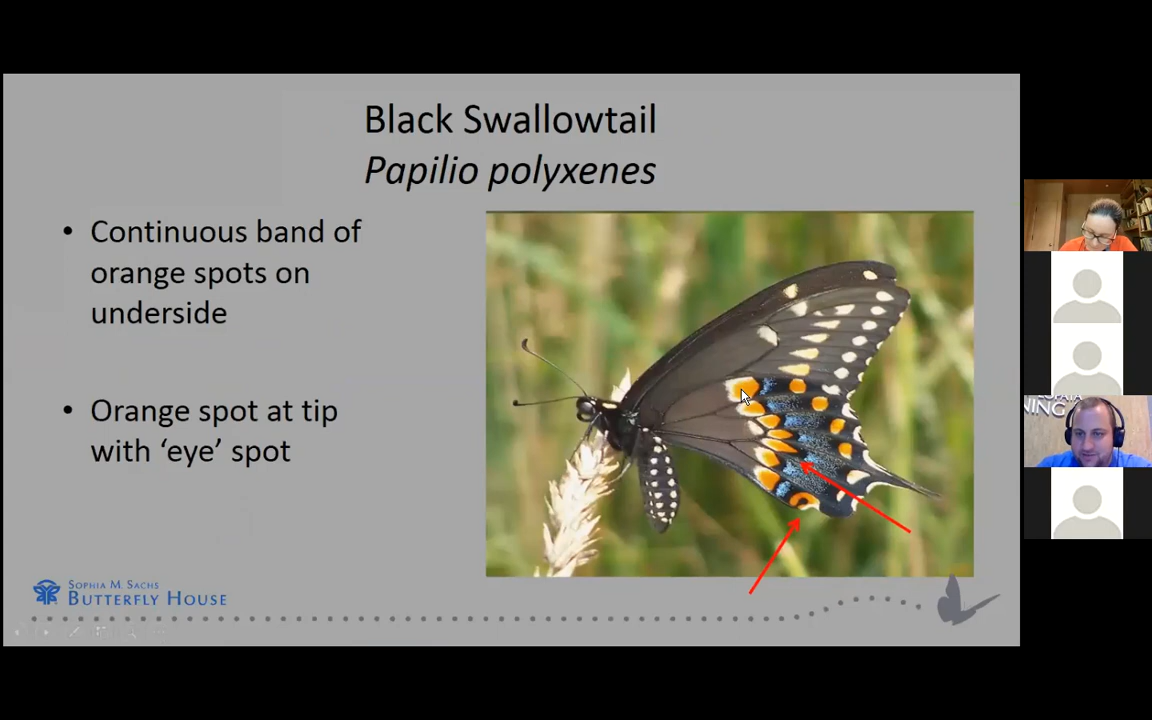 Black Swallowtail
Papilio polyxenes
• Continuous band of
orange spots on
underside
• Orange spot at tip
with ‘eye’ spot
SOPHIA M. SACHS
BUTTERFLY HOUSE
NING